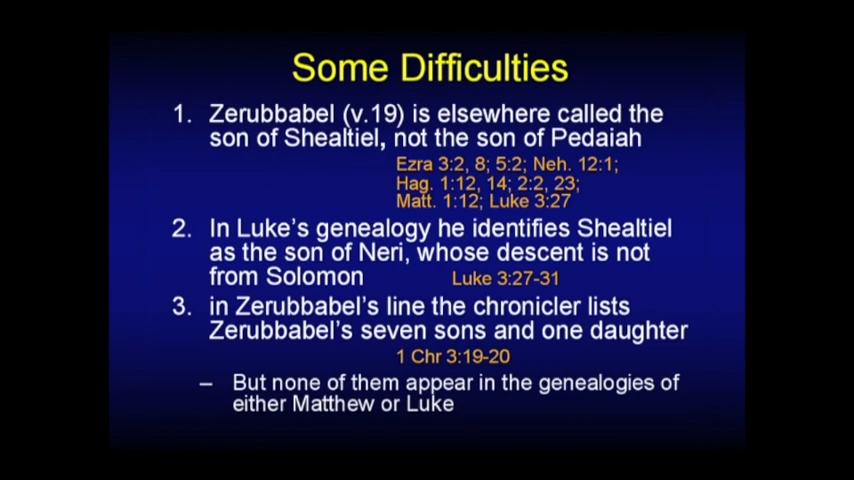 Some Difficulties
1. Zerubbabel (v.19) is elsewhere called the
son of Shealtiel, not the son of Pedaiah
Ezra 3:2, 8; 5:2; Neh. 12:1;
Hag. 1:12, 14; 2:2, 23;
Matt. 1:12; Luke 3:27
2. In Luke's genealogy he identifies Shealtiel
as the son of Neri, whose descent is not
from Solomon Luke 3:27-31
3. in Zerubbabel's line the chronicler lists
Zerubbabel's seven sons and one daughter
1 Chr 3:19-20
– But none of them appear in the genealogies of
either Matthew or Luke